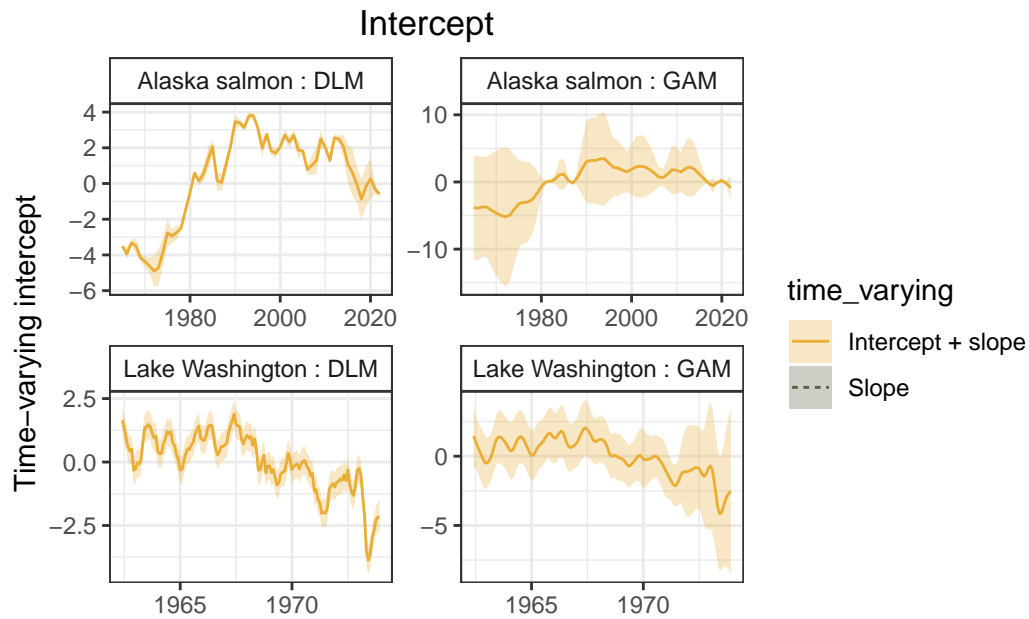 Intercept
Alaska salmon : DLM
Alaska salmon : GAM
4
2
0
−2
−4
−6
10
0
−10
1980
2000
2020
1980
2000
2020
Time−varying intercept
Lake Washington : DLM
Lake Washington : GAM
2.5
0.0
−2.5
0
−5
1965
1970
1965
1970
time_varying
Intercept + slope
Slope